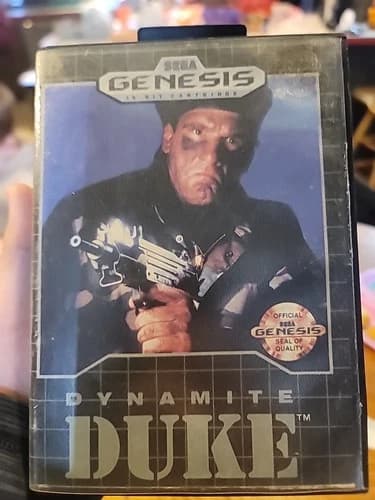 SEGA
GENESIS
16-BIT CARTRIDGE
OFFICIAL
SEGA
GENESIS
SEAL OF
QUALITY
DYNAMITE
DUKE™